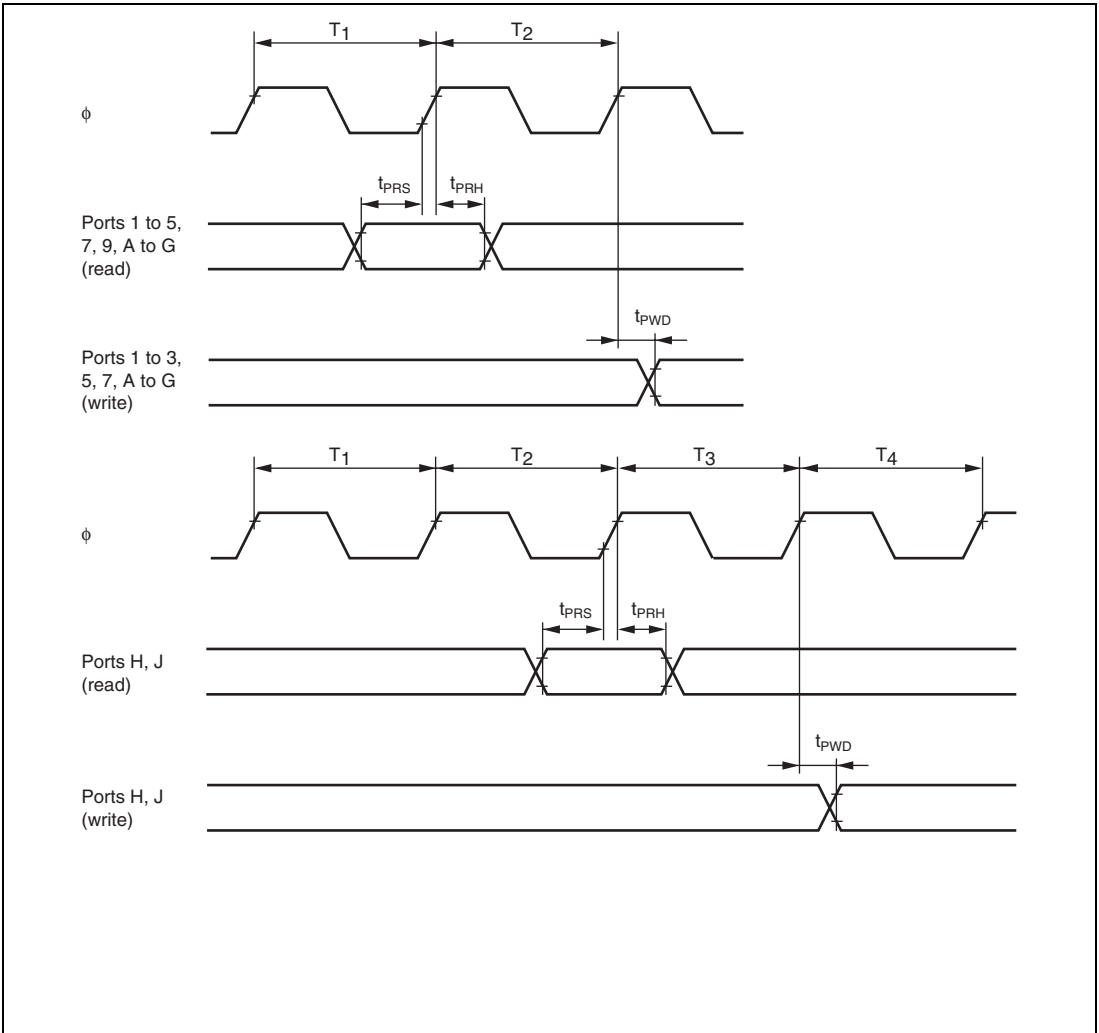 T1 T2
φ
tPRS tPRH
Ports 1 to 5,
7, 9, A to G
(read)
tPWD
Ports 1 to 3,
5, 7, A to G
(write)
T1 T2 T3 T4
φ
tPRS tPRH
Ports H, J
(read)
tPWD
Ports H, J
(write)